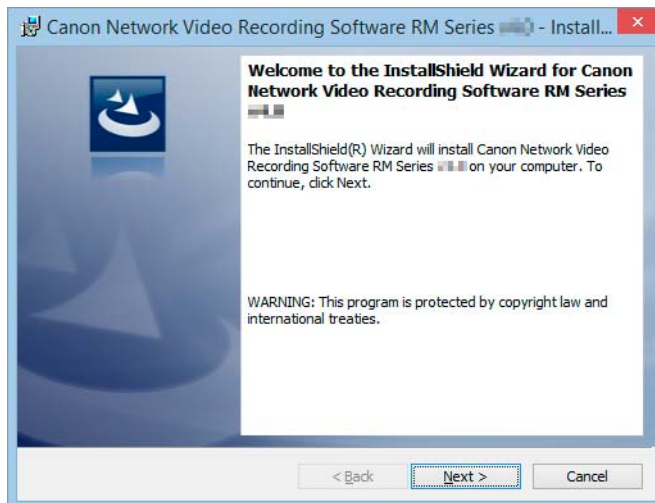 Canon Network Video Recording Software RM Series - Install...
Welcome to the InstallShield Wizard for Canon
Network Video Recording Software RM Series
The InstallShield(R) Wizard will install Canon Network Video
Recording Software RM Series on your computer. To
continue, click Next.
WARNING: This program is protected by copyright law and
international treaties.
< Back Next > Cancel